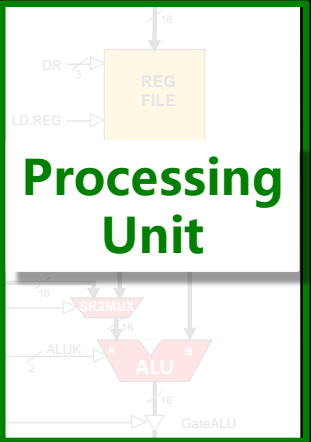 16
DR
3
REG
FILE
LD.REG
Processing
Unit
16
SR2MUX
16
ALUK
2
A
B
ALU
16
GateALU